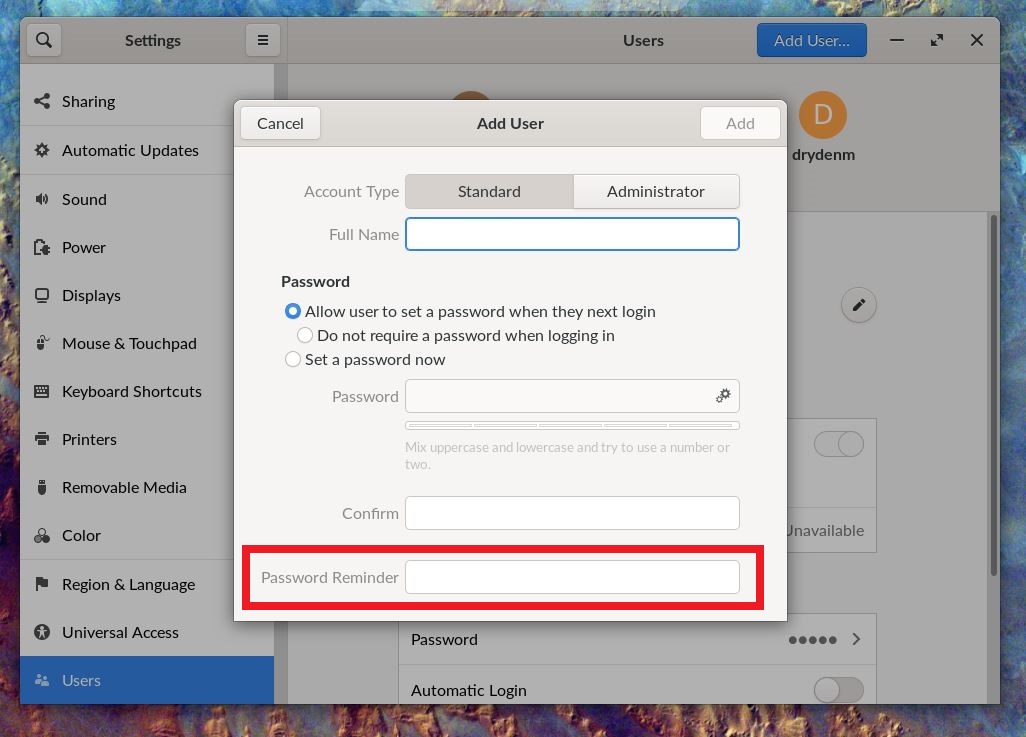 Settings
Users
Add User...
Sharing
Automatic Updates
Sound
Power
Displays
Mouse & Touchpad
Keyboard Shortcuts
Printers
Removable Media
Color
Region & Language
Universal Access
Users
D
drydenm
Cancel
Add User
Add
Account Type
Standard
Administrator
Full Name
Password
Allow user to set a password when they next login
Do not require a password when logging in
Set a password now
Password
Mix uppercase and lowercase and try to use a number or
two.
Confirm
Password Reminder
Unavailable
Password
Automatic Login